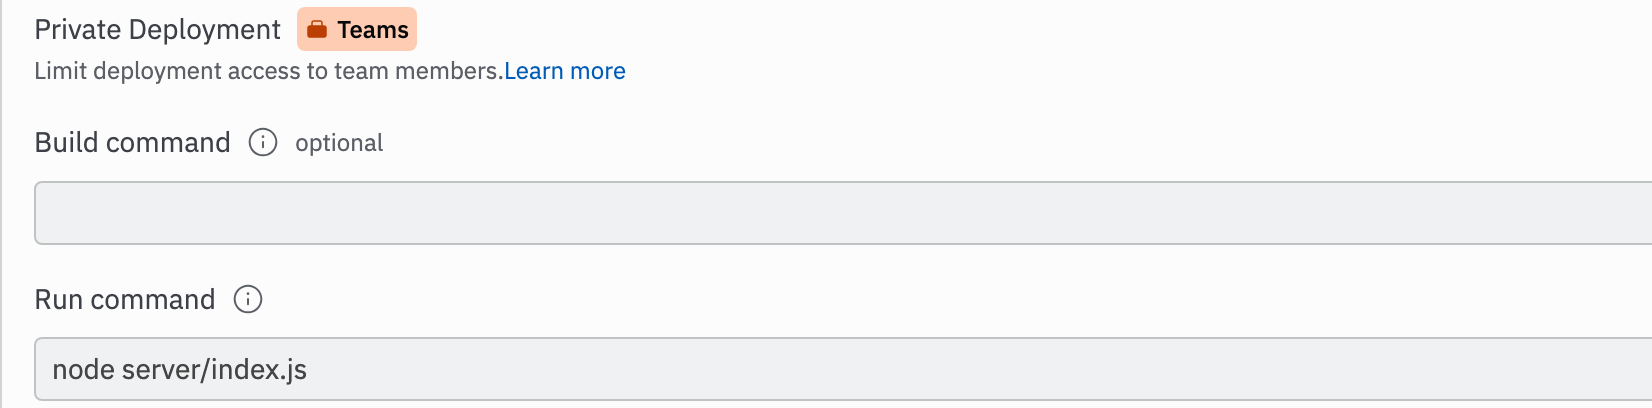 Private Deployment Teams
Limit deployment access to team members.Learn more
Build command optional
Run command
node server/index.js